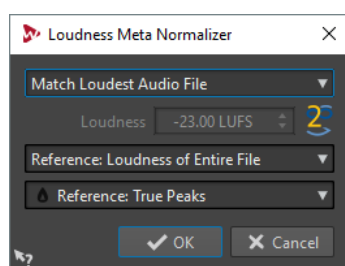 Loudness Meta Normalizer
Match Loudest Audio File
Loudness -23.00 LUFS 2
Reference: Loudness of Entire File
Reference: True Peaks
OK Cancel
?